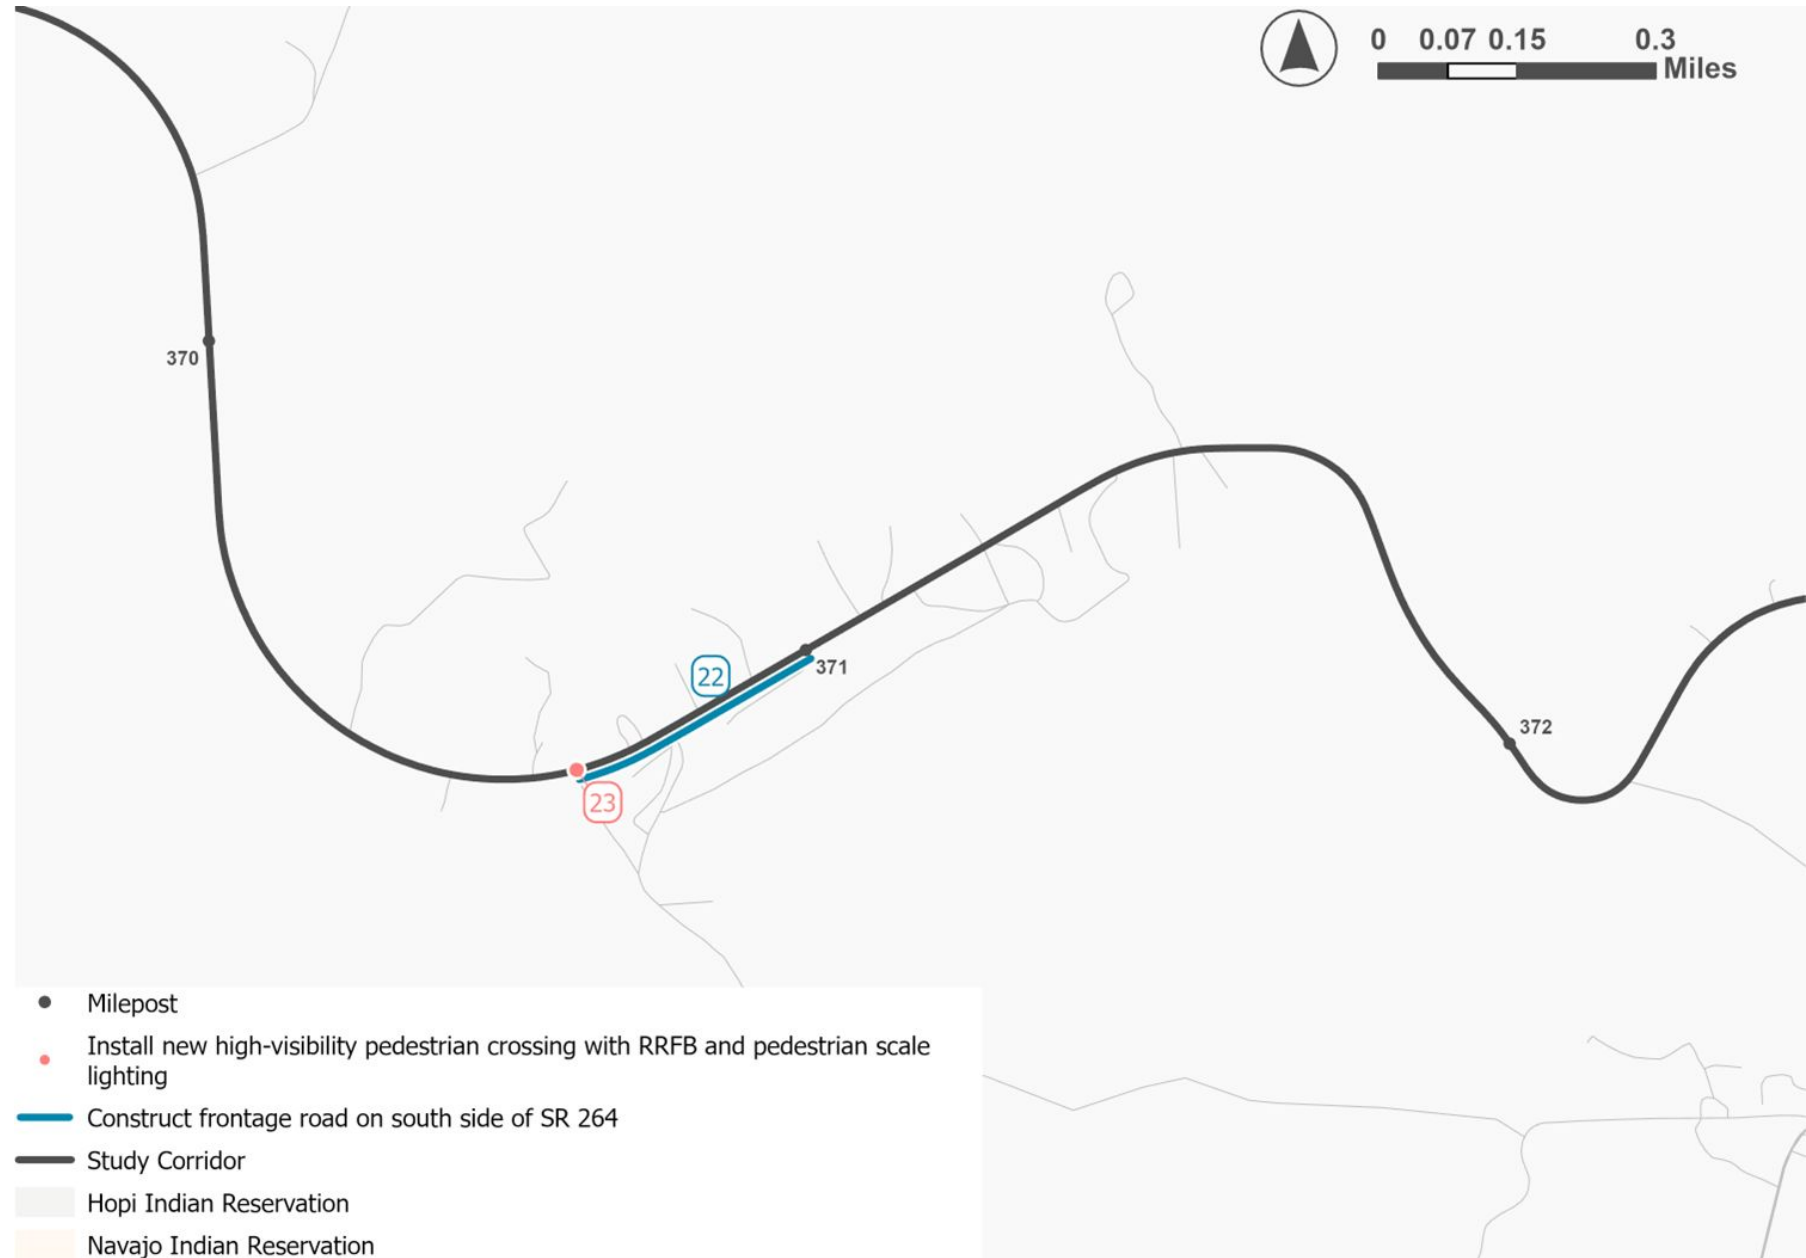 0 0.07 0.15 0.3
Miles
370
371
22
23
372
Milepost
Install new high-visibility pedestrian crossing with RRFB and pedestrian scale
lighting
Construct frontage road on south side of SR 264
Study Corridor
Hopi Indian Reservation
Navajo Indian Reservation